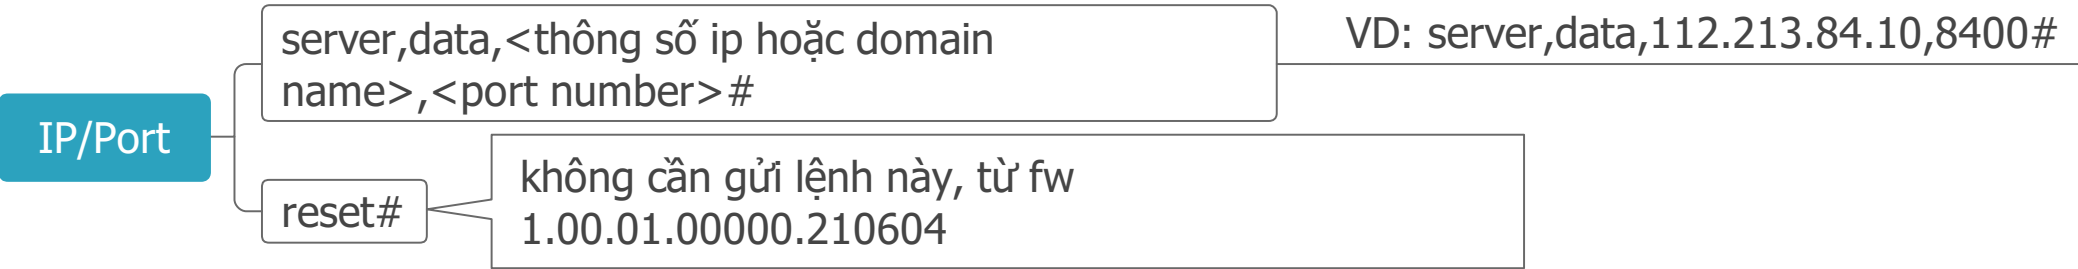 server,data,<thông số ip hoặc domain
name>,<port number>#
VD: server,data,112.213.84.10,8400#
IP/Port
reset#
không cần gửi lệnh này, từ fw
1.00.01.00000.210604